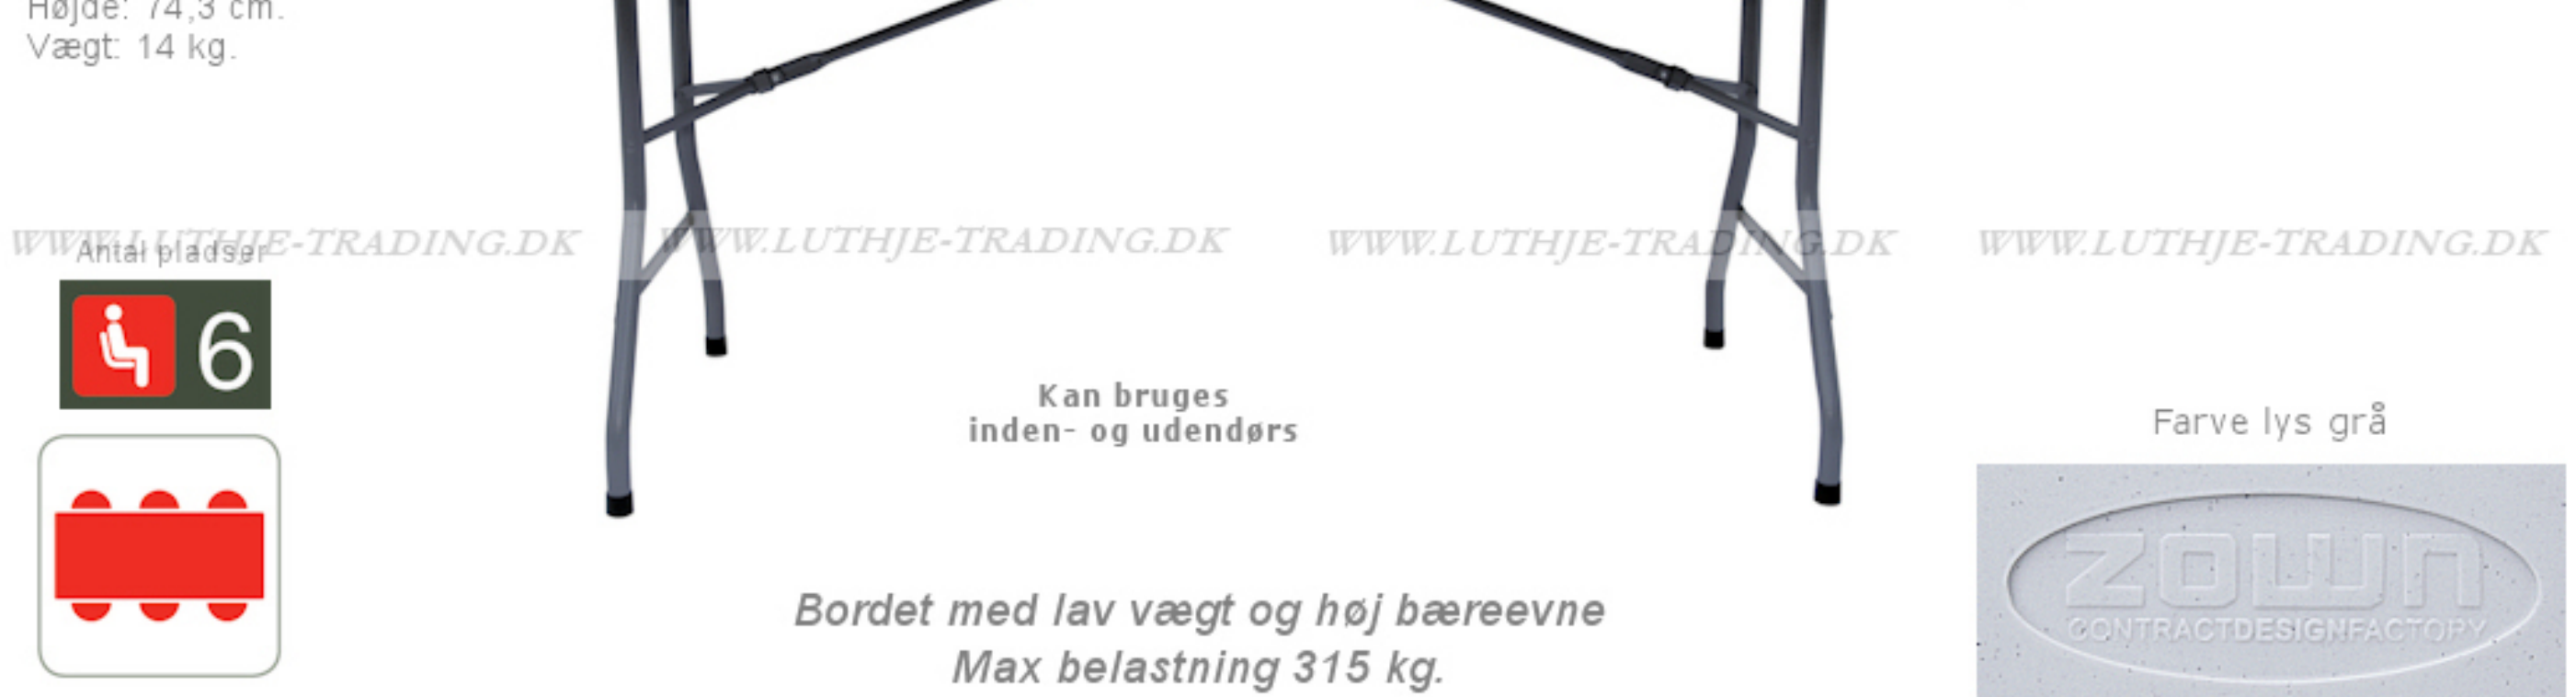 Højde: 74,3 cm.
Vægt: 14 kg.
WWW.LUTHJE-TRADING.DK WWW.LUTHJE-TRADING.DK WWW.LUTHJE-TRADING.DK WWW.LUTHJE-TRADING.DK
Antal pladser
6
Kan bruges
inden- og udendørs
Farve lys grå
ZOWN
CONTRACTDESIGNFACTORY
Bordet med lav vægt og høj bæreevne
Max belastning 315 kg.